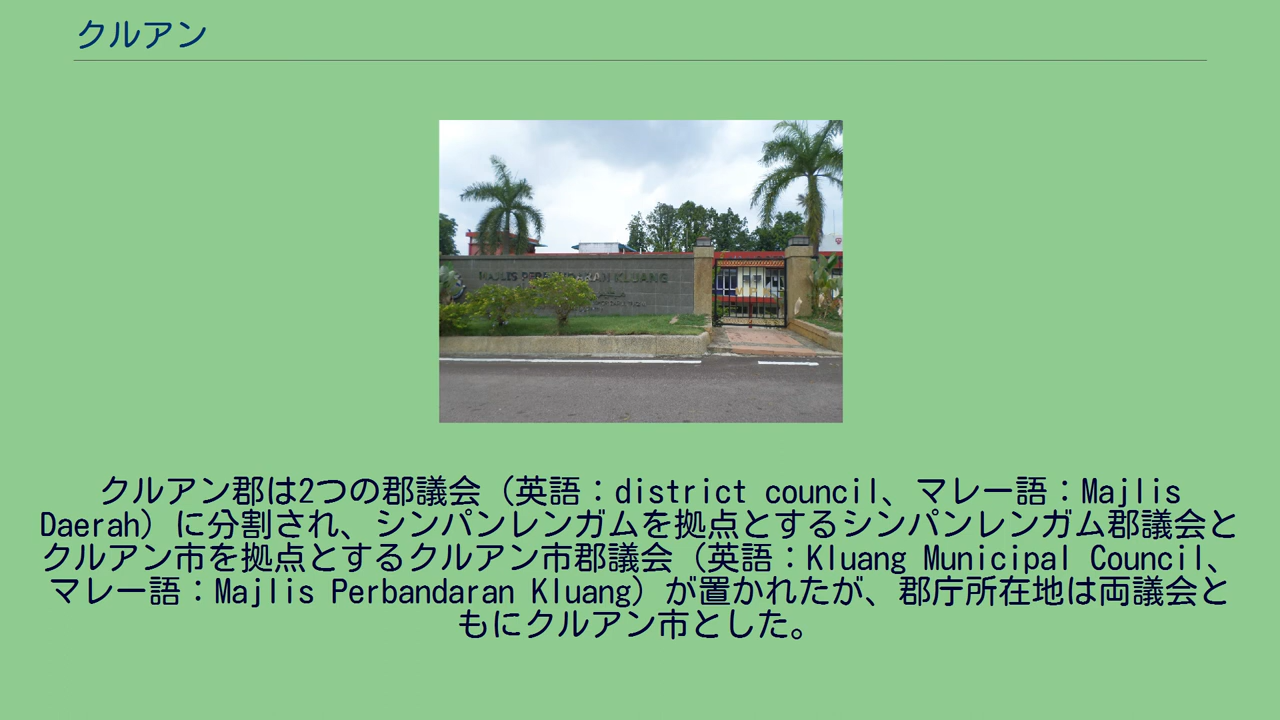 クルアン
MAJLIS PERBANDARAN KLUANG
クルアン郡は2つの郡議会（英語：district council、マレー語：Majlis
Daerah）に分割され、シンパンレンガムを拠点とするシンパンレンガム郡議会と
クルアン市を拠点とするクルアン市郡議会（英語：Kluang Municipal Council、
マレー語：Majlis Perbandaran Kluang）が置かれたが、郡庁所在地は両議会と
もにクルアン市とした。